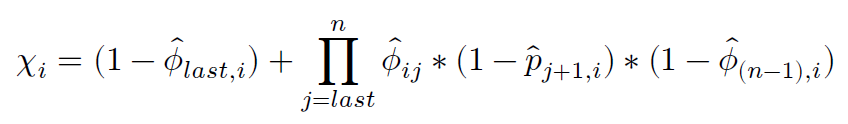 χ_i = (1 − φ̂_{last,i}) + ∏_{j=last}^{n} φ̂_{ij} ∗ (1 − p̂_{j+1,i}) ∗ (1 − φ̂_{(n−1),i})